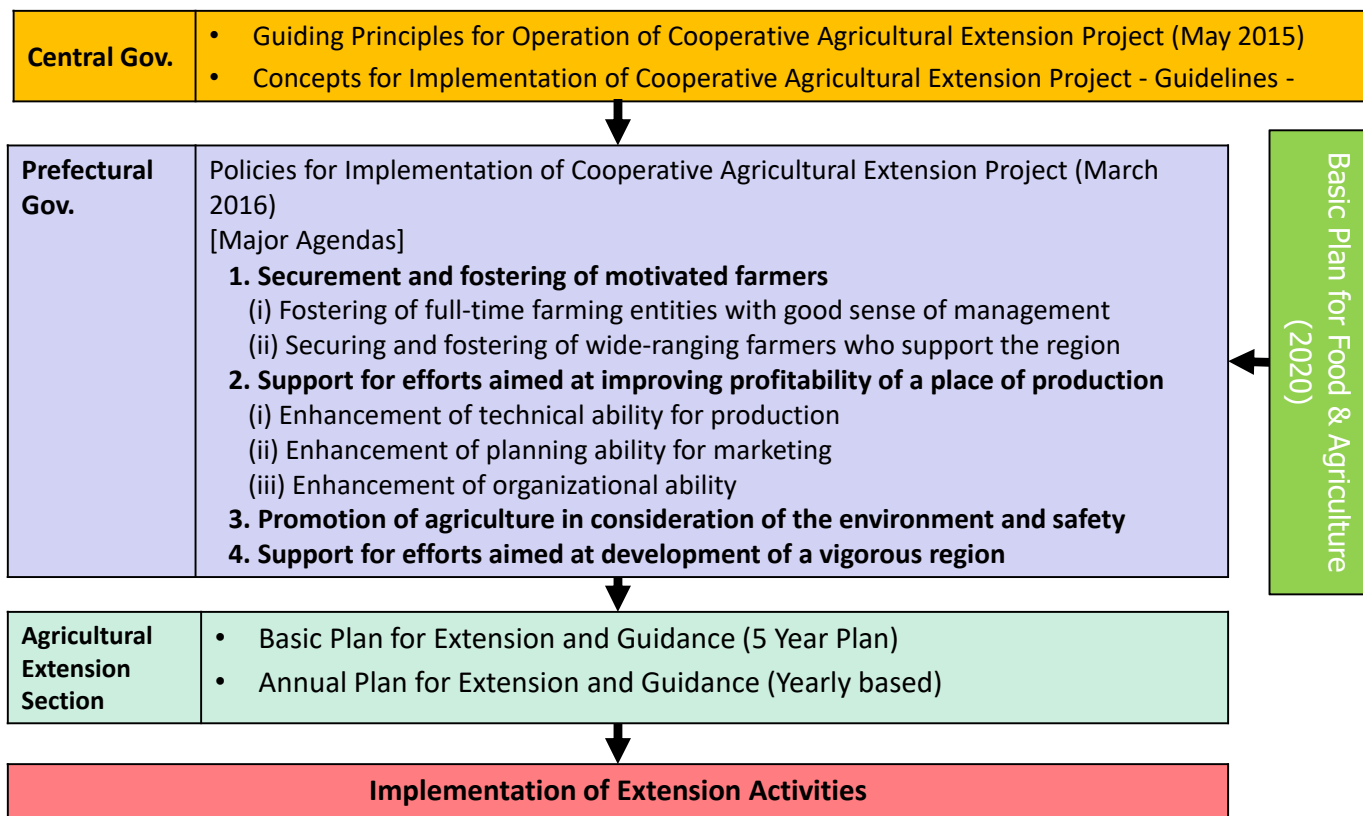 Central Gov.
• Guiding Principles for Operation of Cooperative Agricultural Extension Project (May 2015)
• Concepts for Implementation of Cooperative Agricultural Extension Project - Guidelines -
Prefectural
Gov.
Policies for Implementation of Cooperative Agricultural Extension Project (March
2016)
[Major Agendas]
1. Securement and fostering of motivated farmers
(i) Fostering of full-time farming entities with good sense of management
(ii) Securing and fostering of wide-ranging farmers who support the region
2. Support for efforts aimed at improving profitability of a place of production
(i) Enhancement of technical ability for production
(ii) Enhancement of planning ability for marketing
(iii) Enhancement of organizational ability
3. Promotion of agriculture in consideration of the environment and safety
4. Support for efforts aimed at development of a vigorous region
Basic Plan for Food & Agriculture
(2020)
Agricultural
Extension
Section
• Basic Plan for Extension and Guidance (5 Year Plan)
• Annual Plan for Extension and Guidance (Yearly based)
Implementation of Extension Activities